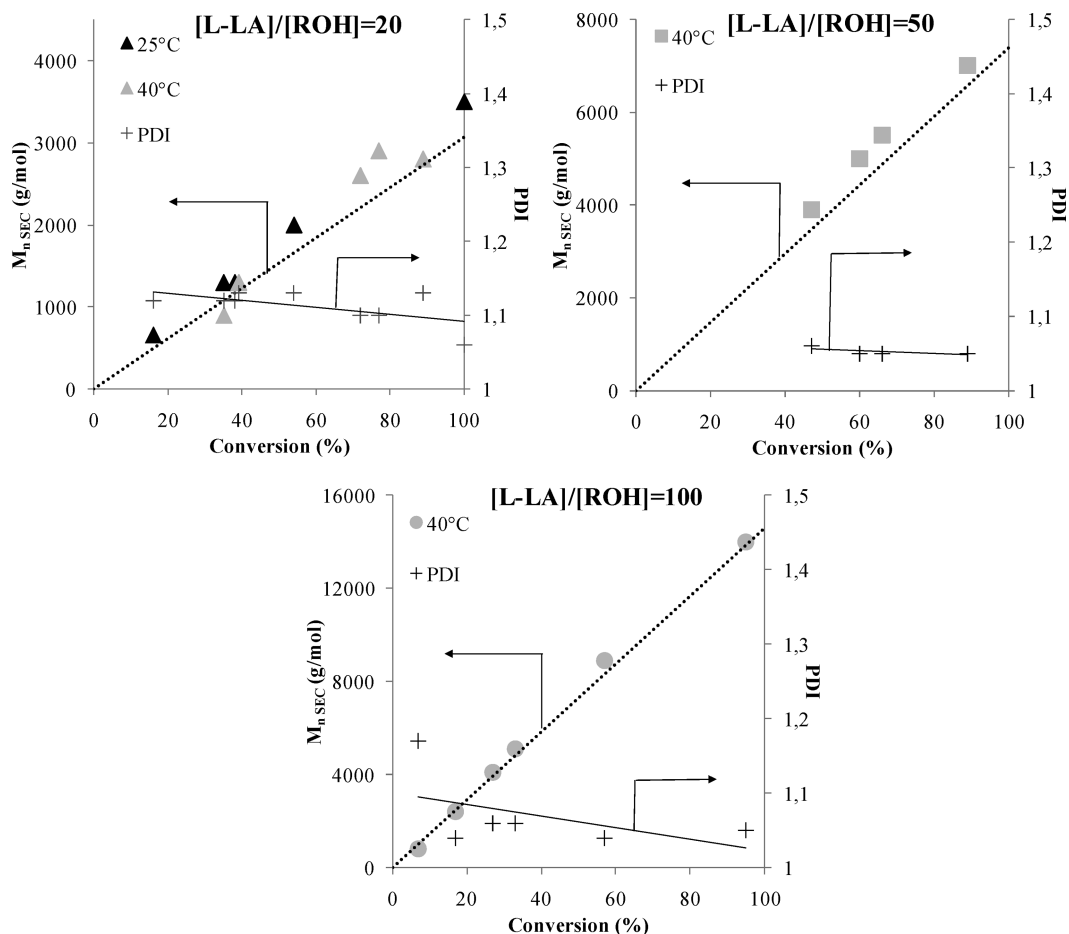 [L-LA]/[ROH]=20
25°C
40°C
PDI
4000
3000
2000
1000
0
1,5
1,4
1,3
1,2
1,1
1
0 20 40 60 80 100
Conversion (%)
Mn SEC (g/mol)
PDI
[L-LA]/[ROH]=50
40°C
PDI
8000
6000
4000
2000
0
1,5
1,4
1,3
1,2
1,1
1
0 20 40 60 80 100
Conversion (%)
Mn SEC (g/mol)
PDI
[L-LA]/[ROH]=100
40°C
PDI
16000
12000
8000
4000
0
1,5
1,4
1,3
1,2
1,1
1
0 20 40 60 80 100
Conversion (%)
Mn SEC (g/mol)
PDI